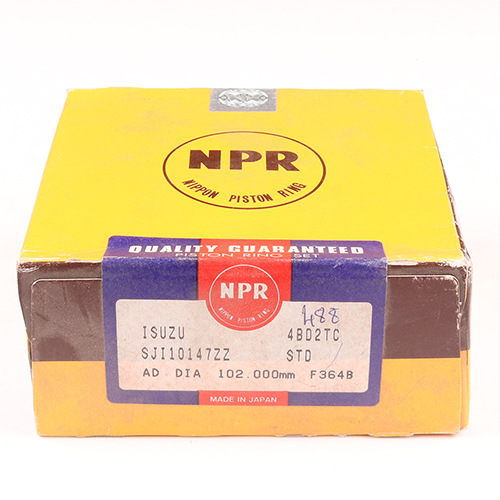 NPR
NIPPON PISTON RING
QUALITY GUARANTEED
PISTON RING SET
NPR
NIPPON PISTON RING
488
ISUZU 4BD2TC
SJI10147ZZ STD
AD. DIA 102.000mm F364B
MADE IN JAPAN